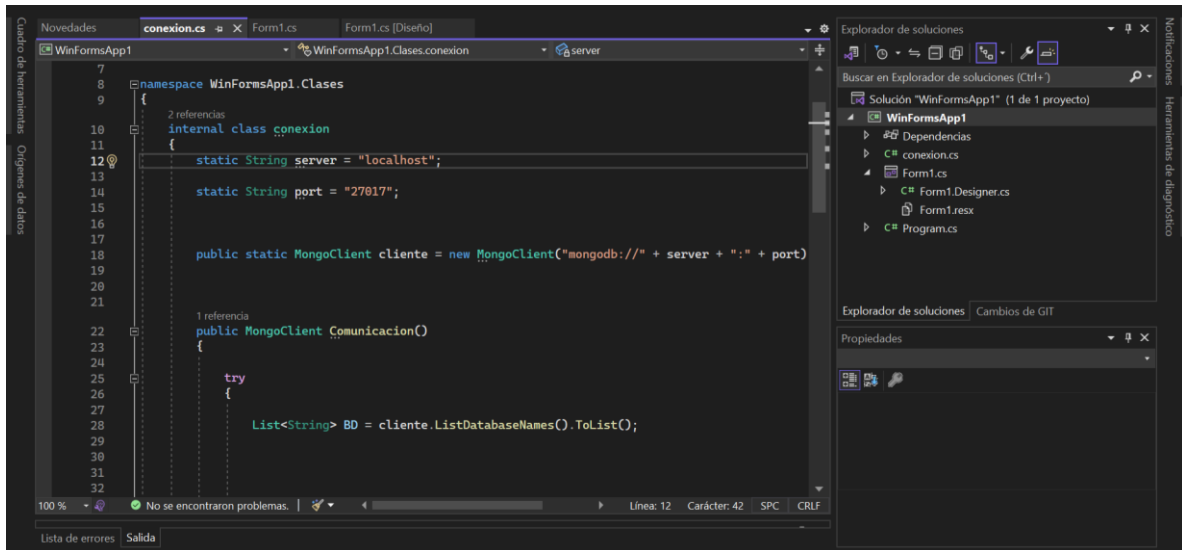 Cuadro de herramientas
Orígenes de datos
Novedades
conexion.cs
Form1.cs
Form1.cs [Diseño]
WinFormsApp1
WinFormsApp1.Clases.conexion
server
7
8 namespace WinFormsApp1.Clases
9 {
2 referencias
10 internal class conexion
11 {
12 static String server = "localhost";
13
14 static String port = "27017";
15
16
17
18 public static MongoClient cliente = new MongoClient("mongodb://" + server + ":" + port)
19
20
21
1 referencia
22 public MongoClient Comunicacion()
23 {
24
25 try
26 {
27
28 List<String> BD = cliente.ListDatabaseNames().ToList();
29
30
31
32
100 %
No se encontraron problemas.
Línea: 12 Carácter: 42 SPC CRLF
Lista de errores Salida
Explorador de soluciones
Buscar en Explorador de soluciones (Ctrl+´)
Solución "WinFormsApp1" (1 de 1 proyecto)
C# WinFormsApp1
Dependencias
C# conexion.cs
Form1.cs
C# Form1.Designer.cs
Form1.resx
C# Program.cs
Explorador de soluciones Cambios de GIT
Propiedades
Notificaciones
Herramientas de diagnóstico